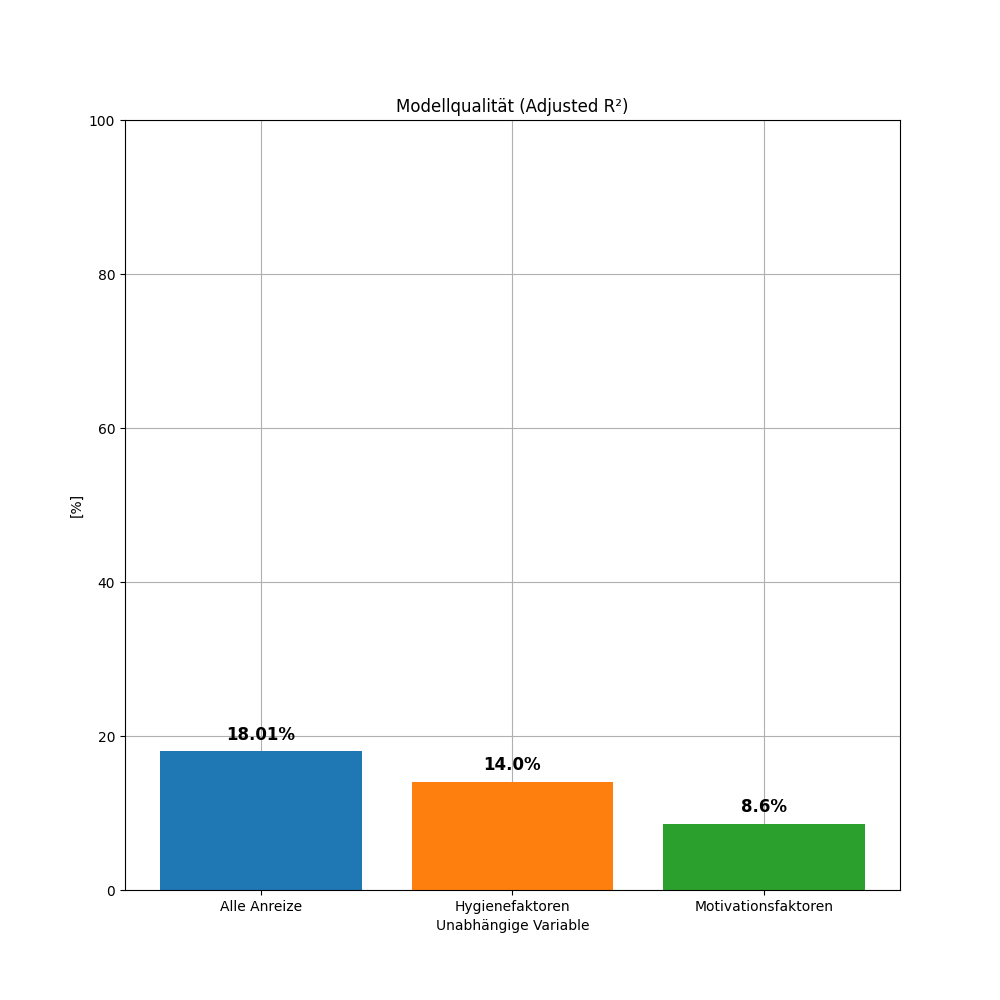 Modellqualität (Adjusted R²)
100
80
60
40
20
0
[%]
18.01%
14.0%
8.6%
Alle Anreize
Hygienefaktoren
Motivationsfaktoren
Unabhängige Variable